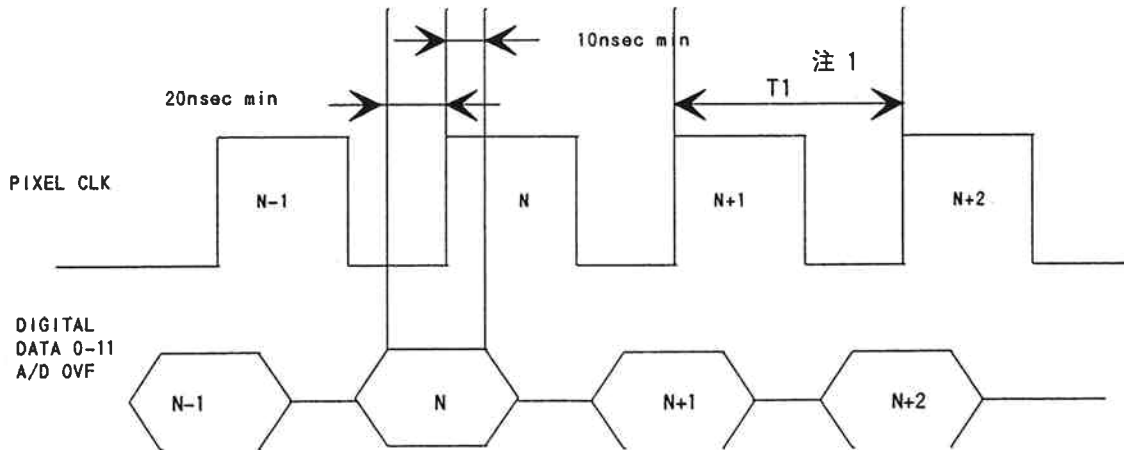 10nsec min
注 1
T1
20nsec min
PIXEL CLK
N-1
N
N+1
N+2
DIGITAL
DATA 0-11
A/D OVF
N-1
N
N+1
N+2